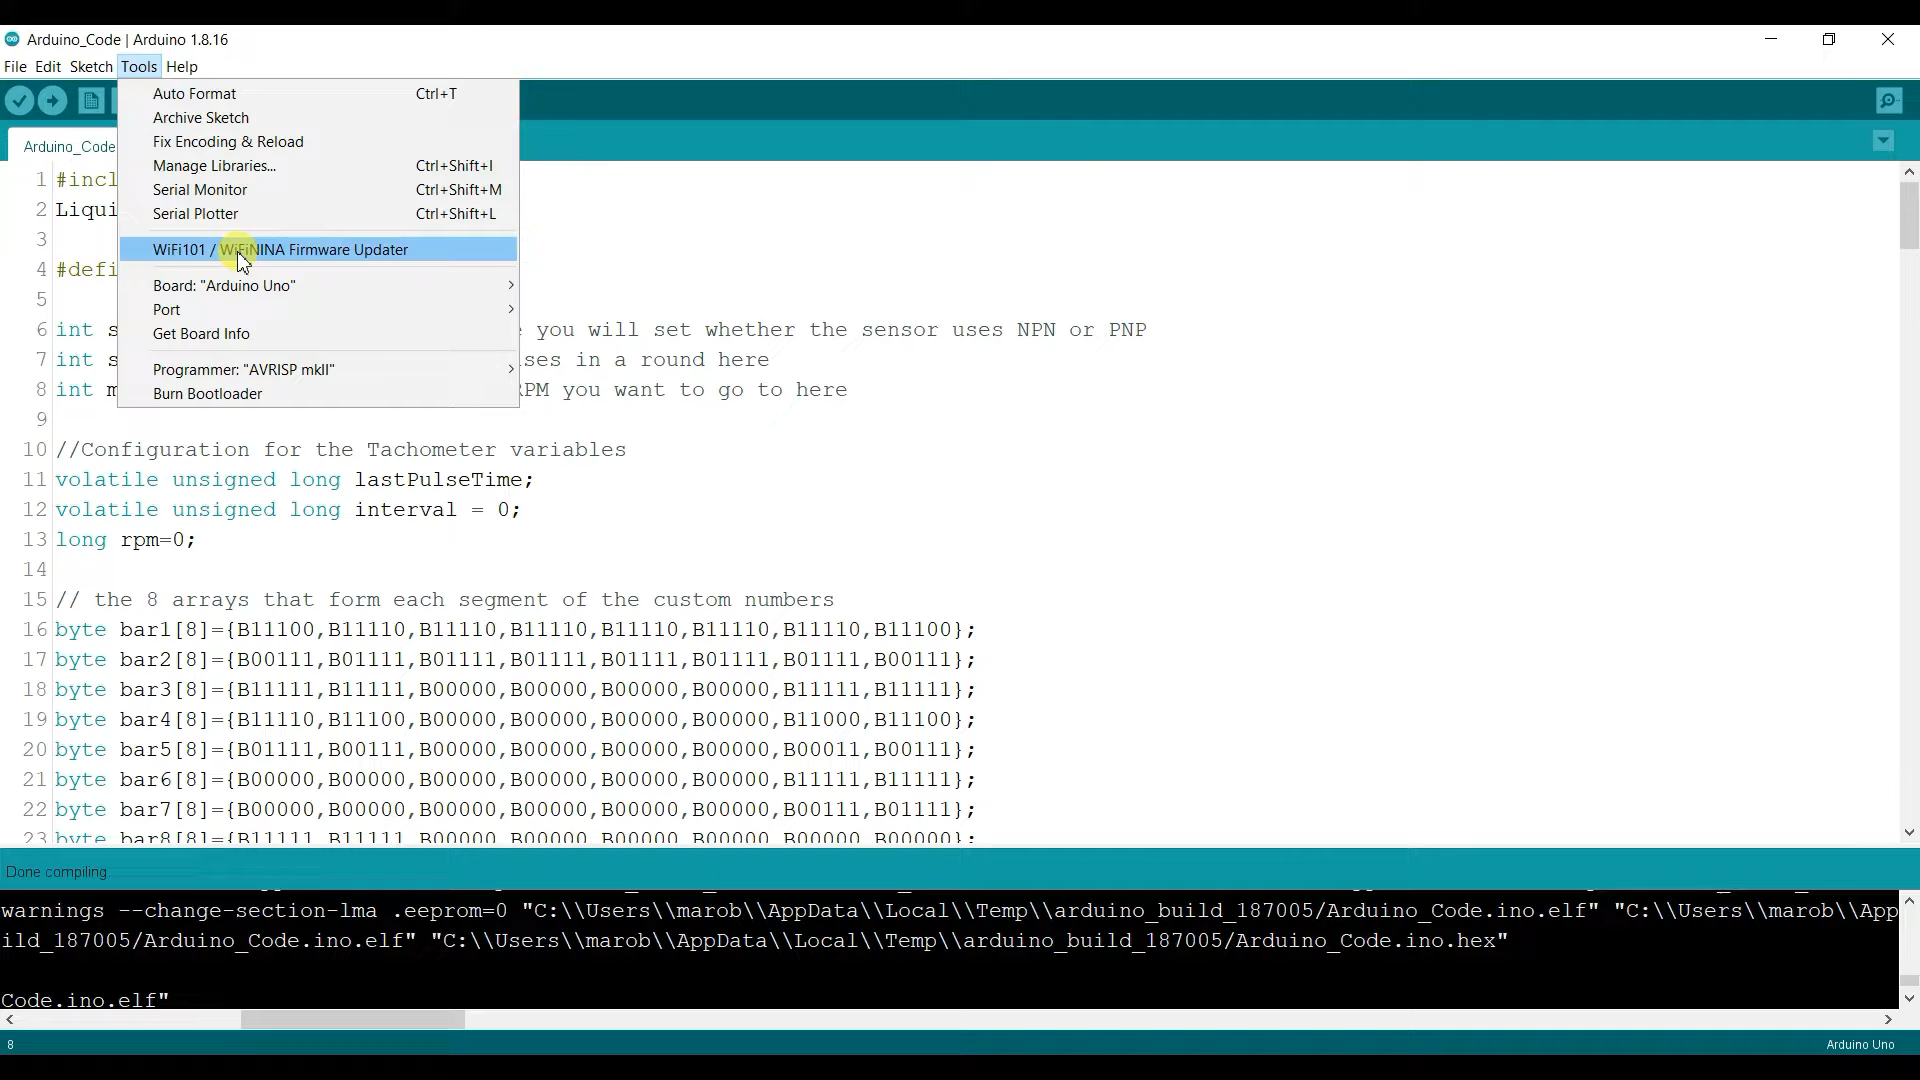 Arduino_Code | Arduino 1.8.16
File Edit Sketch Tools Help
Auto Format Ctrl+T
Archive Sketch
Fix Encoding & Reload
Manage Libraries... Ctrl+Shift+I
Serial Monitor Ctrl+Shift+M
Serial Plotter Ctrl+Shift+L
WiFi101 / WiFiNINA Firmware Updater
Board: "Arduino Uno"
Port
Get Board Info
Programmer: "AVRISP mkII"
Burn Bootloader
Arduino_Code
1 #incl
2 Liqui
3
4 #defi
5
6 int s e you will set whether the sensor uses NPN or PNP
7 int s ses in a round here
8 int m RPM you want to go to here
9
10 //Configuration for the Tachometer variables
11 volatile unsigned long lastPulseTime;
12 volatile unsigned long interval = 0;
13 long rpm=0;
14
15 // the 8 arrays that form each segment of the custom numbers
16 byte bar1[8]={B11100,B11110,B11110,B11110,B11110,B11110,B11110,B11100};
17 byte bar2[8]={B00111,B01111,B01111,B01111,B01111,B01111,B01111,B00111};
18 byte bar3[8]={B11111,B11111,B00000,B00000,B00000,B00000,B11111,B11111};
19 byte bar4[8]={B11110,B11100,B00000,B00000,B00000,B00000,B11000,B11100};
20 byte bar5[8]={B01111,B00111,B00000,B00000,B00000,B00000,B00011,B00111};
21 byte bar6[8]={B00000,B00000,B00000,B00000,B00000,B00000,B11111,B11111};
22 byte bar7[8]={B00000,B00000,B00000,B00000,B00000,B00000,B00111,B01111};
23 byte bar8[8]={B11111,B11111,B00000,B00000,B00000,B00000,B00000,B00000};
Done compiling.
warnings --change-section-lma .eeprom=0 "C:\\Users\\marob\\AppData\\Local\\Temp\\arduino_build_187005/Arduino_Code.ino.elf" "C:\\Users\\marob\\App
ild_187005/Arduino_Code.ino.elf" "C:\\Users\\marob\\AppData\\Local\\Temp\\arduino_build_187005/Arduino_Code.ino.hex"
Code.ino.elf"
8 Arduino Uno